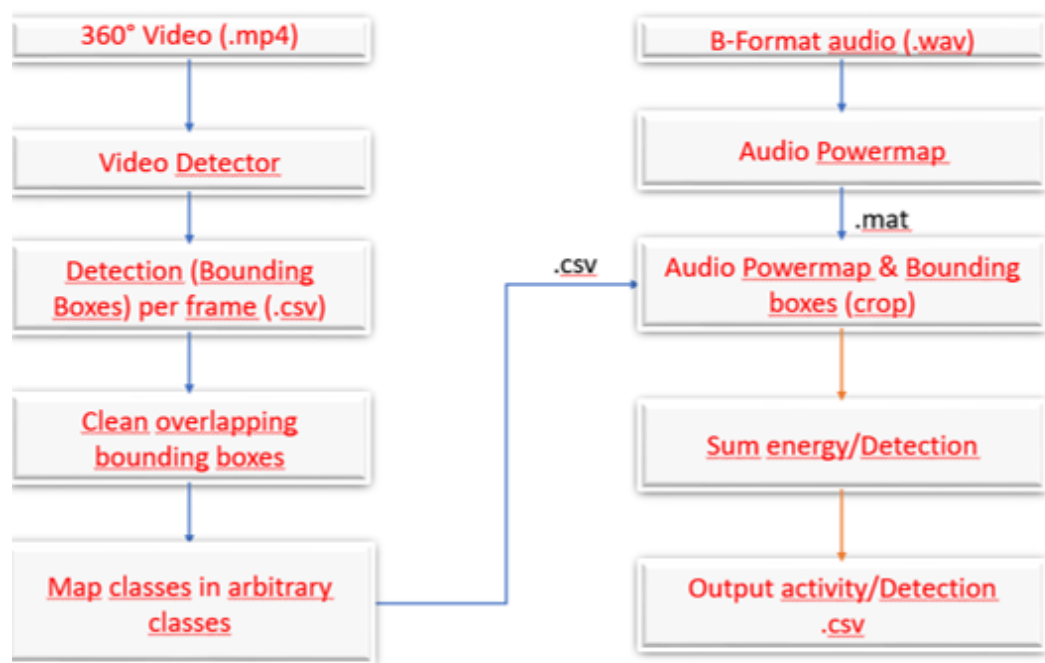 360° Video (.mp4)
Video Detector
Detection (Bounding
Boxes) per frame (.csv)
Clean overlapping
bounding boxes
Map classes in arbitrary
classes
.csv
B-Format audio (.wav)
Audio Powermap
.mat
Audio Powermap & Bounding
boxes (crop)
Sum energy/Detection
Output activity/Detection
.csv